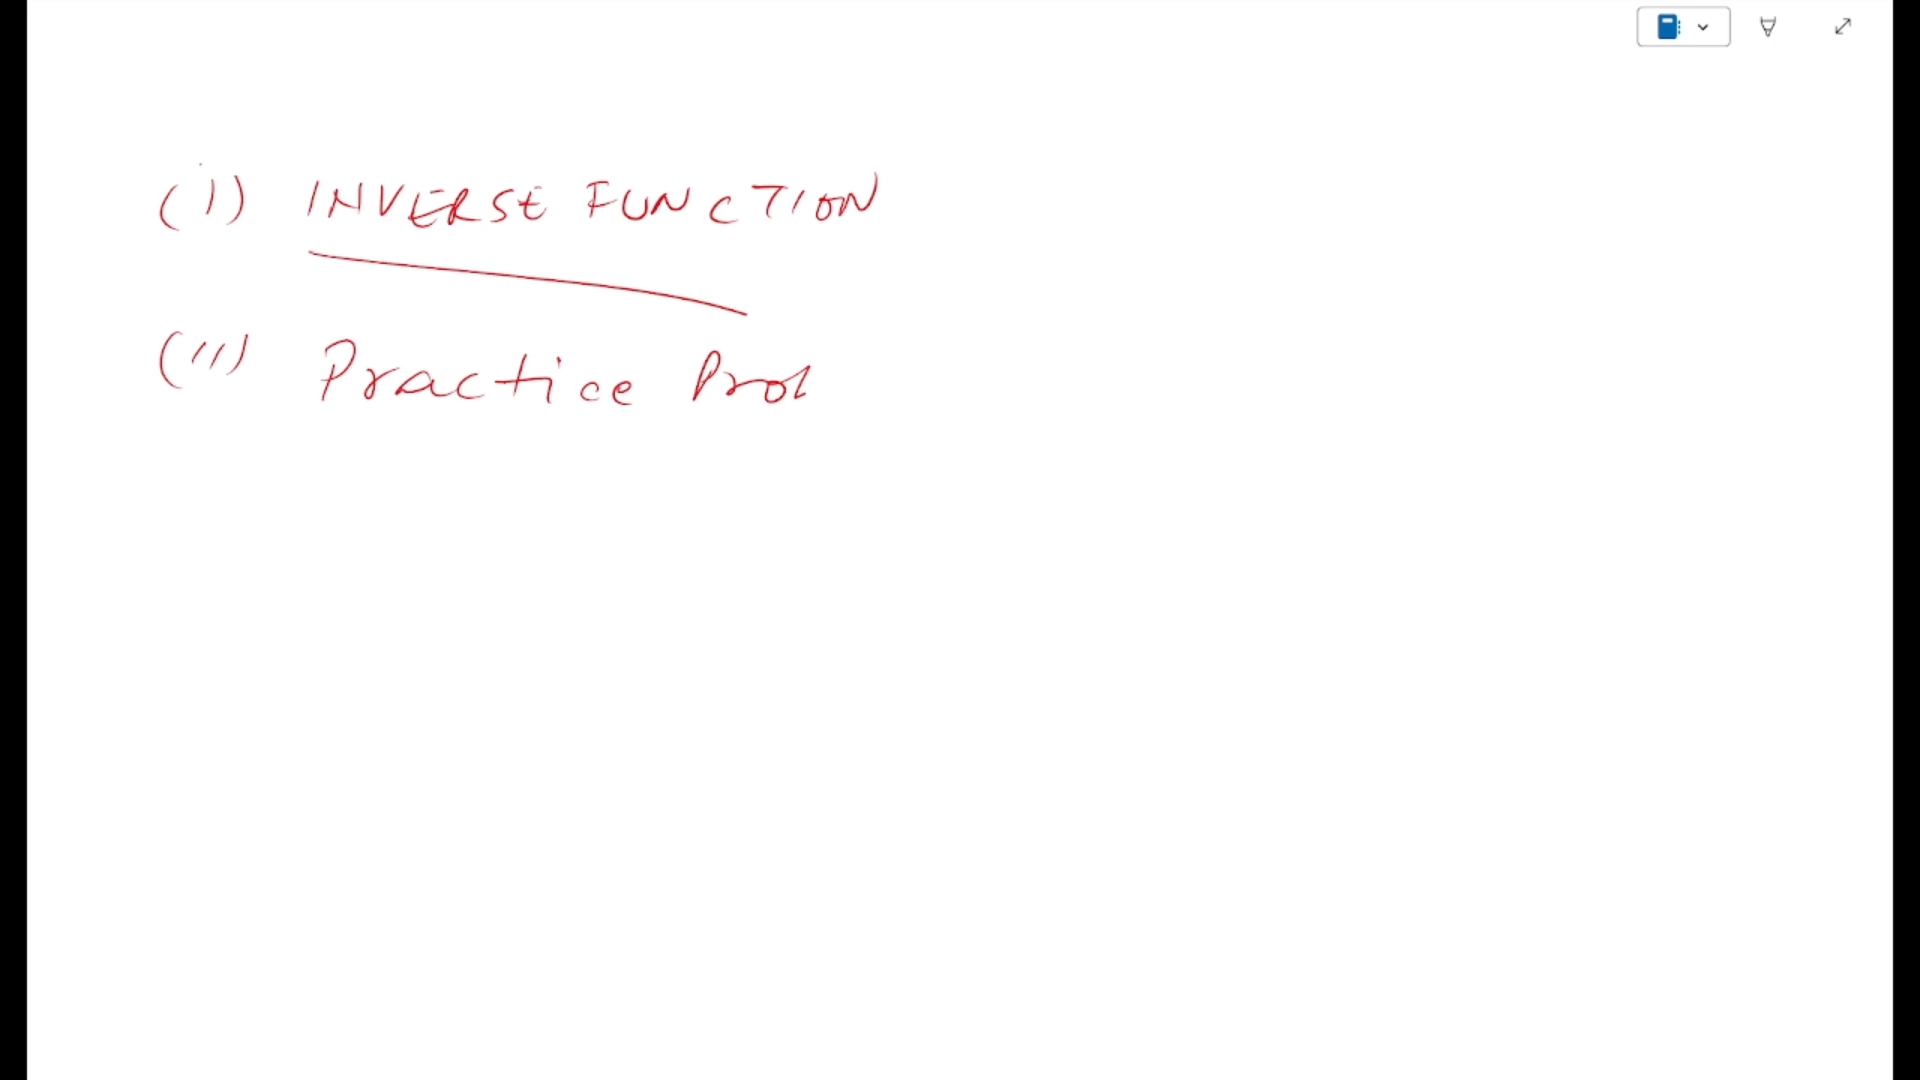 (i) INVERSE FUNCTION
(ii) Practice Prob